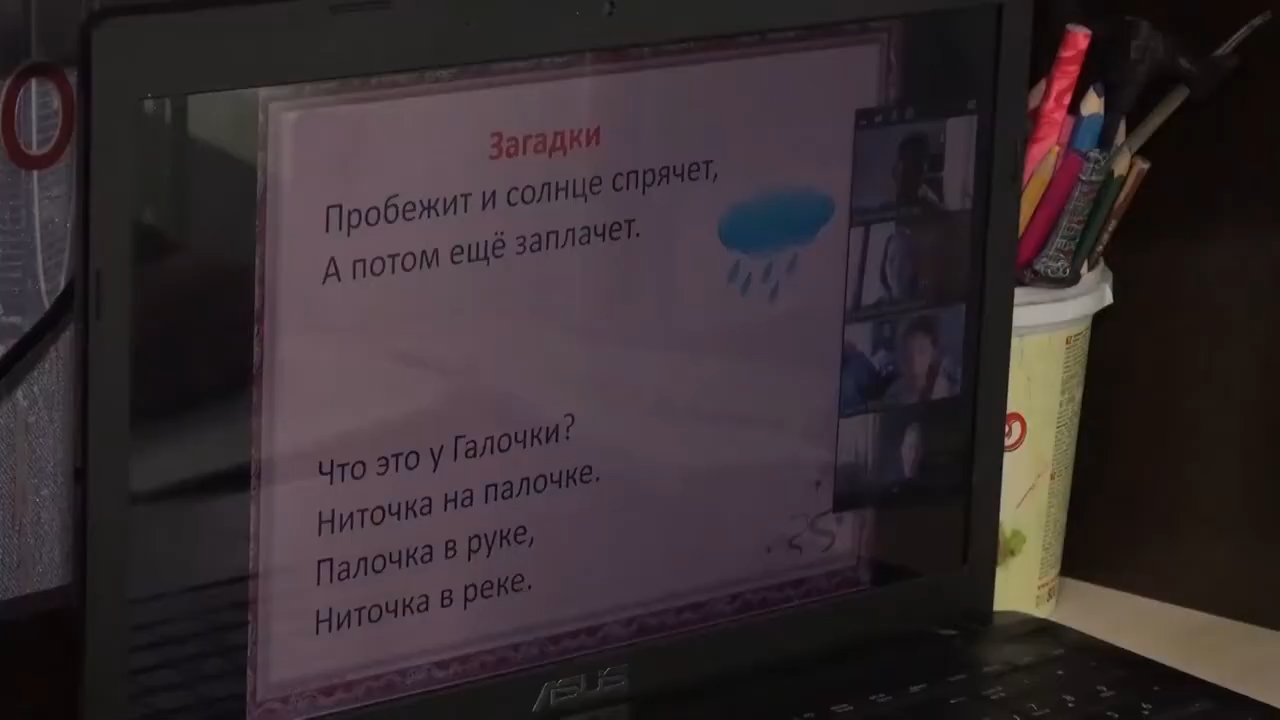 Загадки
Пробежит и солнце спрячет,
А потом ещё заплачет.
Что это у Галочки?
Ниточка на палочке.
Палочка в руке,
Ниточка в реке.
ASUS